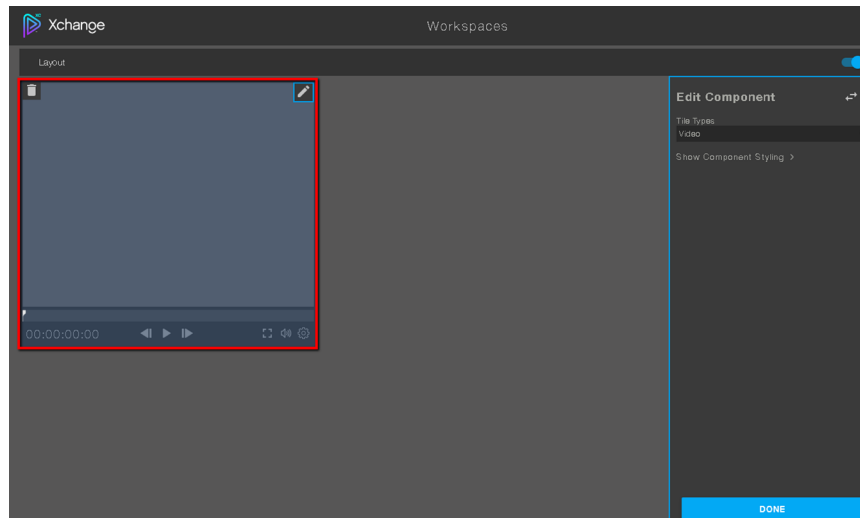 Xchange
Workspaces
Layout
Edit Component
Tile Types
Video
Show Component Styling >
00:00:00:00
DONE